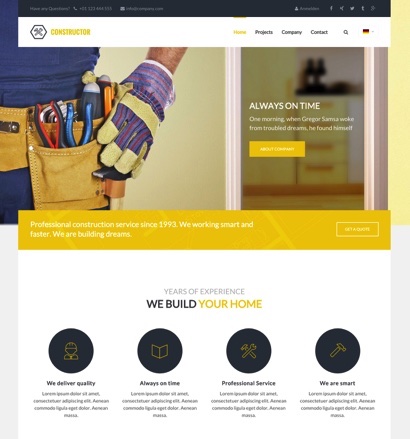 Have any Questions? +01 123 444 555 info@company.com Anmelden
CONSTRUCTOR Home Projects Company Contact
ALWAYS ON TIME
One morning, when Gregor Samsa woke
from troubled dreams, he found himself
ABOUT COMPANY
Professional construction service since 1993. We working smart and
faster. We are building dreams.
GET A QUOTE
YEARS OF EXPERIENCE
WE BUILD YOUR HOME
We deliver quality
Lorem ipsum dolor sit amet,
consectetuer adipiscing elit. Aenean
commodo ligula eget dolor. Aenean
massa.
Always on time
Lorem ipsum dolor sit amet,
consectetuer adipiscing elit. Aenean
commodo ligula eget dolor. Aenean
massa.
Professional Service
Lorem ipsum dolor sit amet,
consectetuer adipiscing elit. Aenean
commodo ligula eget dolor. Aenean
massa.
We are smart
Lorem ipsum dolor sit amet,
consectetuer adipiscing elit. Aenean
commodo ligula eget dolor. Aenean
massa.